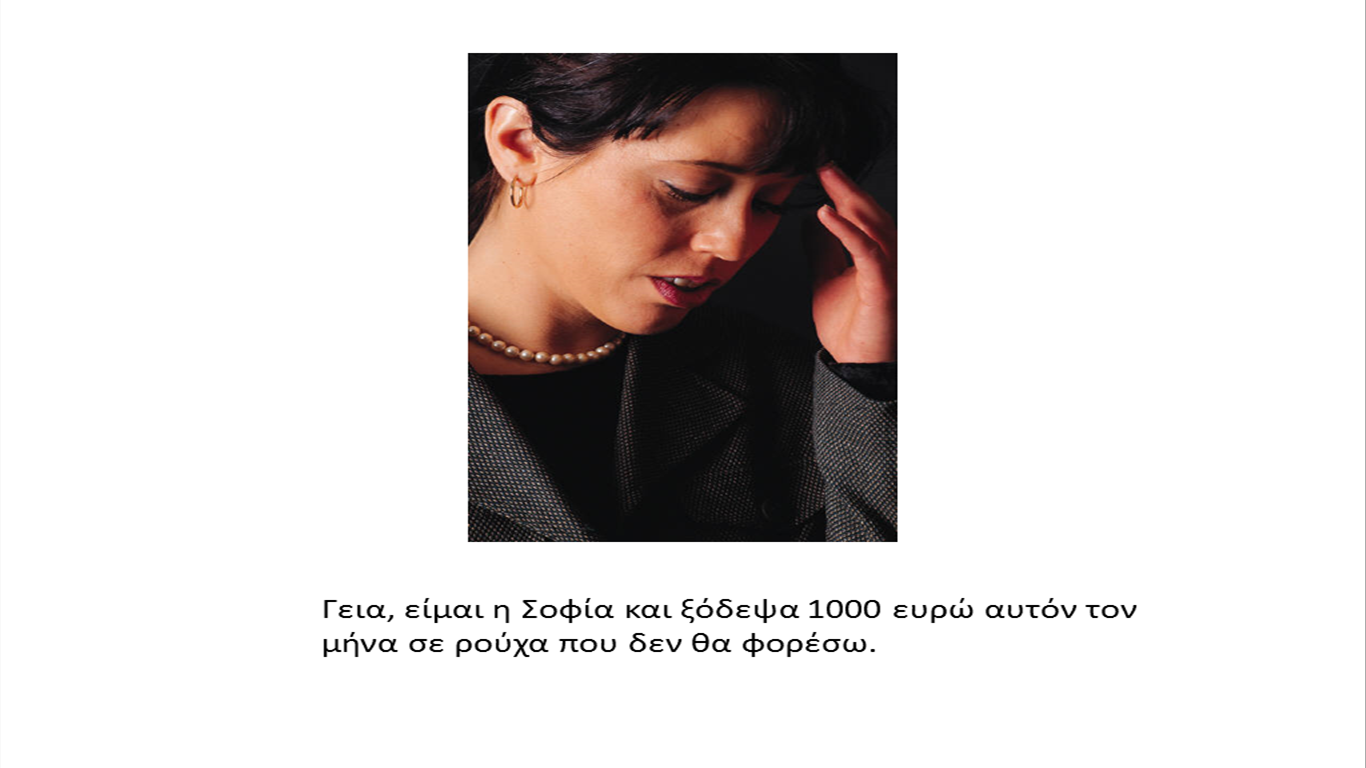 Γεια, είμαι η Σοφία και ξόδεψα 1000 ευρώ αυτόν τον
μήνα σε ρούχα που δεν θα φορέσω.